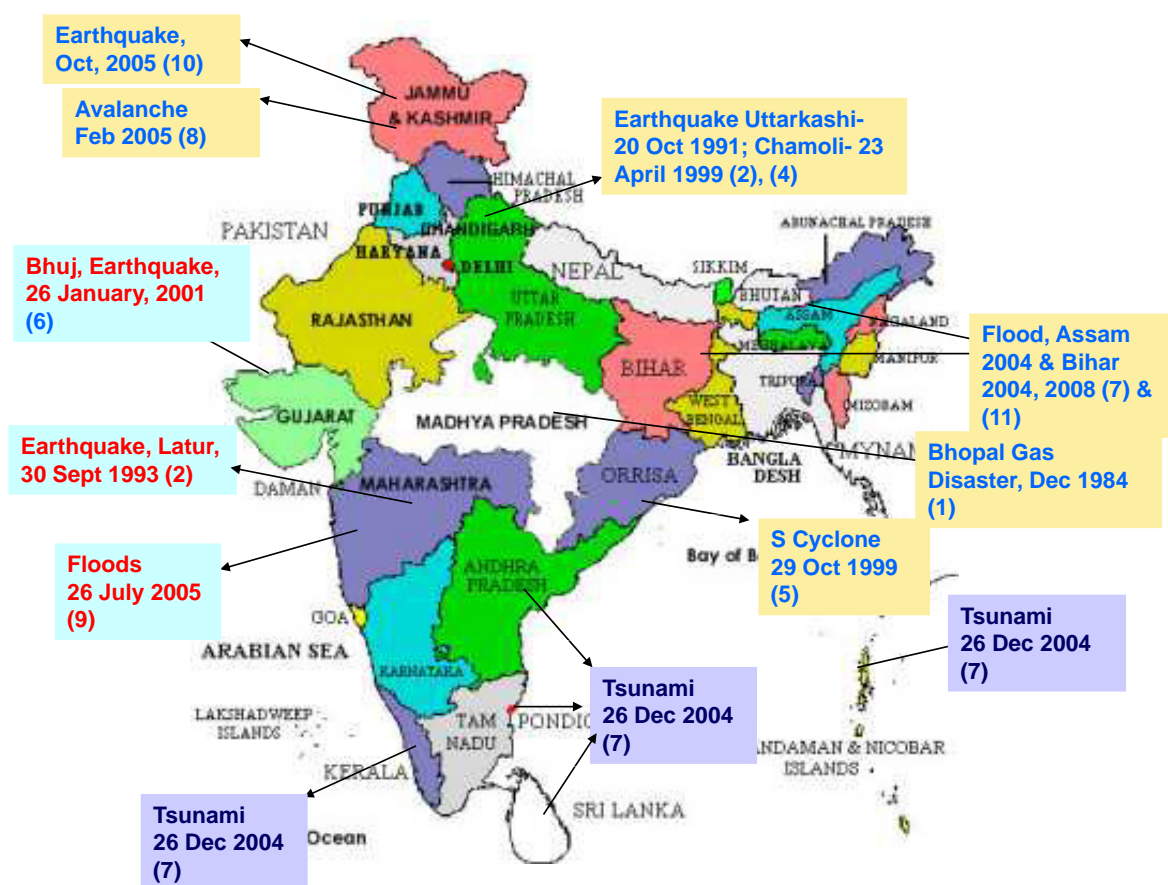 Earthquake,
Oct, 2005 (10)
Avalanche
Feb 2005 (8)
JAMMU
& KASHMIR
Earthquake Uttarkashi-
20 Oct 1991; Chamoli- 23
April 1999 (2), (4)
HIMACHAL
PRADESH
PUNJAB
CHANDIGARH
PAKISTAN
HARYANA
DELHI
ARUNACHAL PRADESH
NEPAL
SIKKIM
BHUTAN
Bhuj, Earthquake,
26 January, 2001
(6)
RAJASTHAN
UTTAR
PRADESH
ASSAM
NAGALAND
MEGHALAYA
MANIPUR
BIHAR
TRIPURA
MIZORAM
Flood, Assam
2004 & Bihar
2004, 2008 (7) &
(11)
GUJARAT
MADHYA PRADESH
WEST
BENGAL
MYNAM
BANGLA
DESH
Bhopal Gas
Disaster, Dec 1984
(1)
Earthquake, Latur,
30 Sept 1993 (2)
DAMAN
MAHARASHTRA
ORRISA
Bay of B
S Cyclone
29 Oct 1999
(5)
Floods
26 July 2005
(9)
ANDHRA
PRADESH
GOA
ARABIAN SEA
KARNATAKA
Tsunami
26 Dec 2004
(7)
Tsunami
26 Dec 2004
(7)
LAKSHADWEEP
ISLANDS
TAM
NADU
PONDIC
NDAMAN & NICOBAR
ISLANDS
KERALA
SRI LANKA
Tsunami
26 Dec 2004
(7)
Ocean